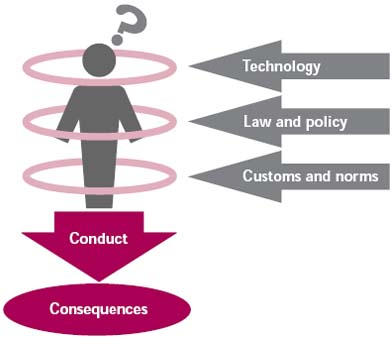 ?
Technology
Law and policy
Customs and norms
Conduct
Consequences